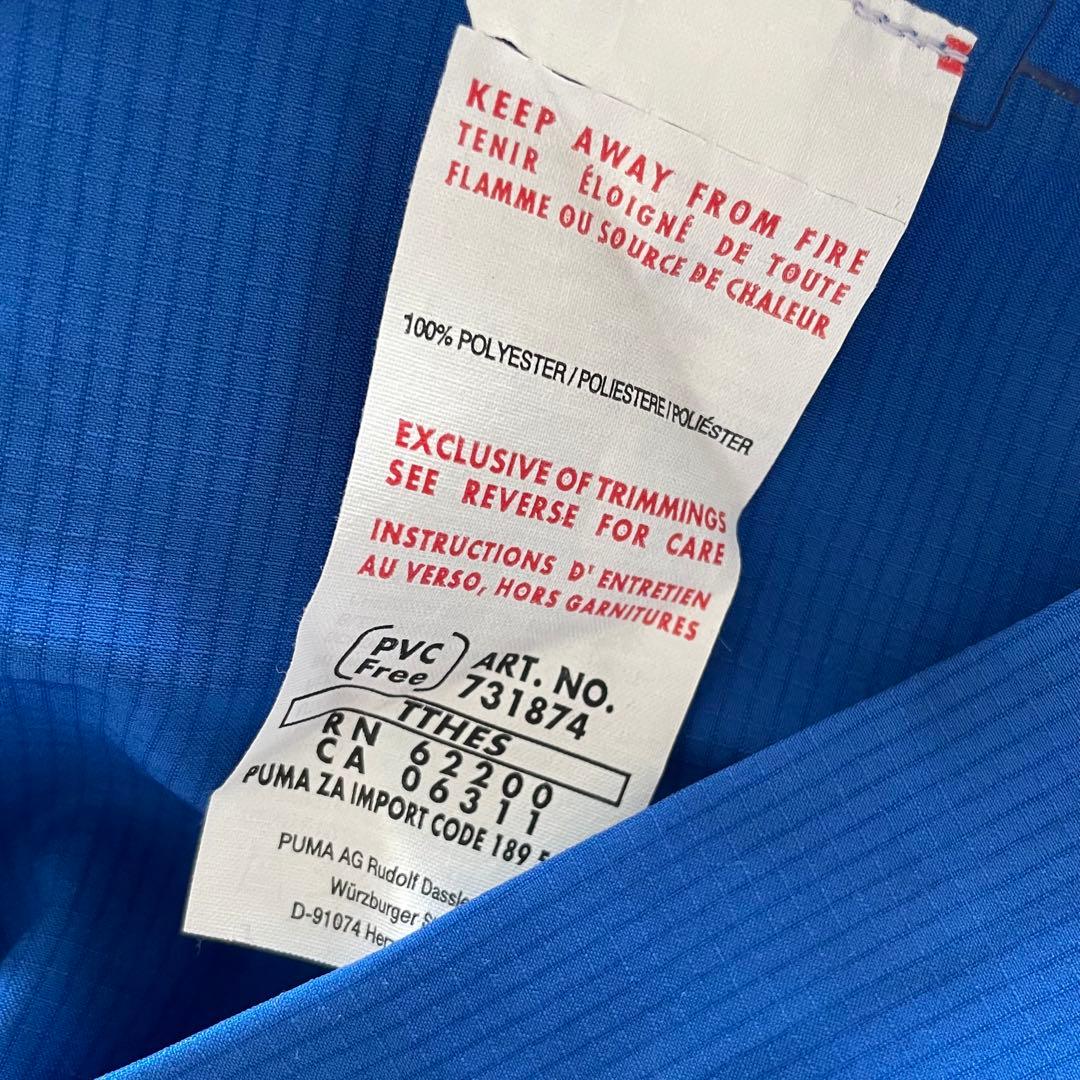 KEEP AWAY FROM FIRE
TENIR ÉLOIGNÉ DE TOUTE
FLAMME OU SOURCE DE CHALEUR
100% POLYESTER / POLIESTERE / POLIÉSTER
EXCLUSIVE OF TRIMMINGS
SEE REVERSE FOR CARE
INSTRUCTIONS D'ENTRETIEN
AU VERSO, HORS GARNITURES
PVC
Free
ART. NO.
731874
TTHES
RN 62200
CA 06311
PUMA ZA IMPORT CODE 189
PUMA AG Rudolf
Würzburger
D-91074